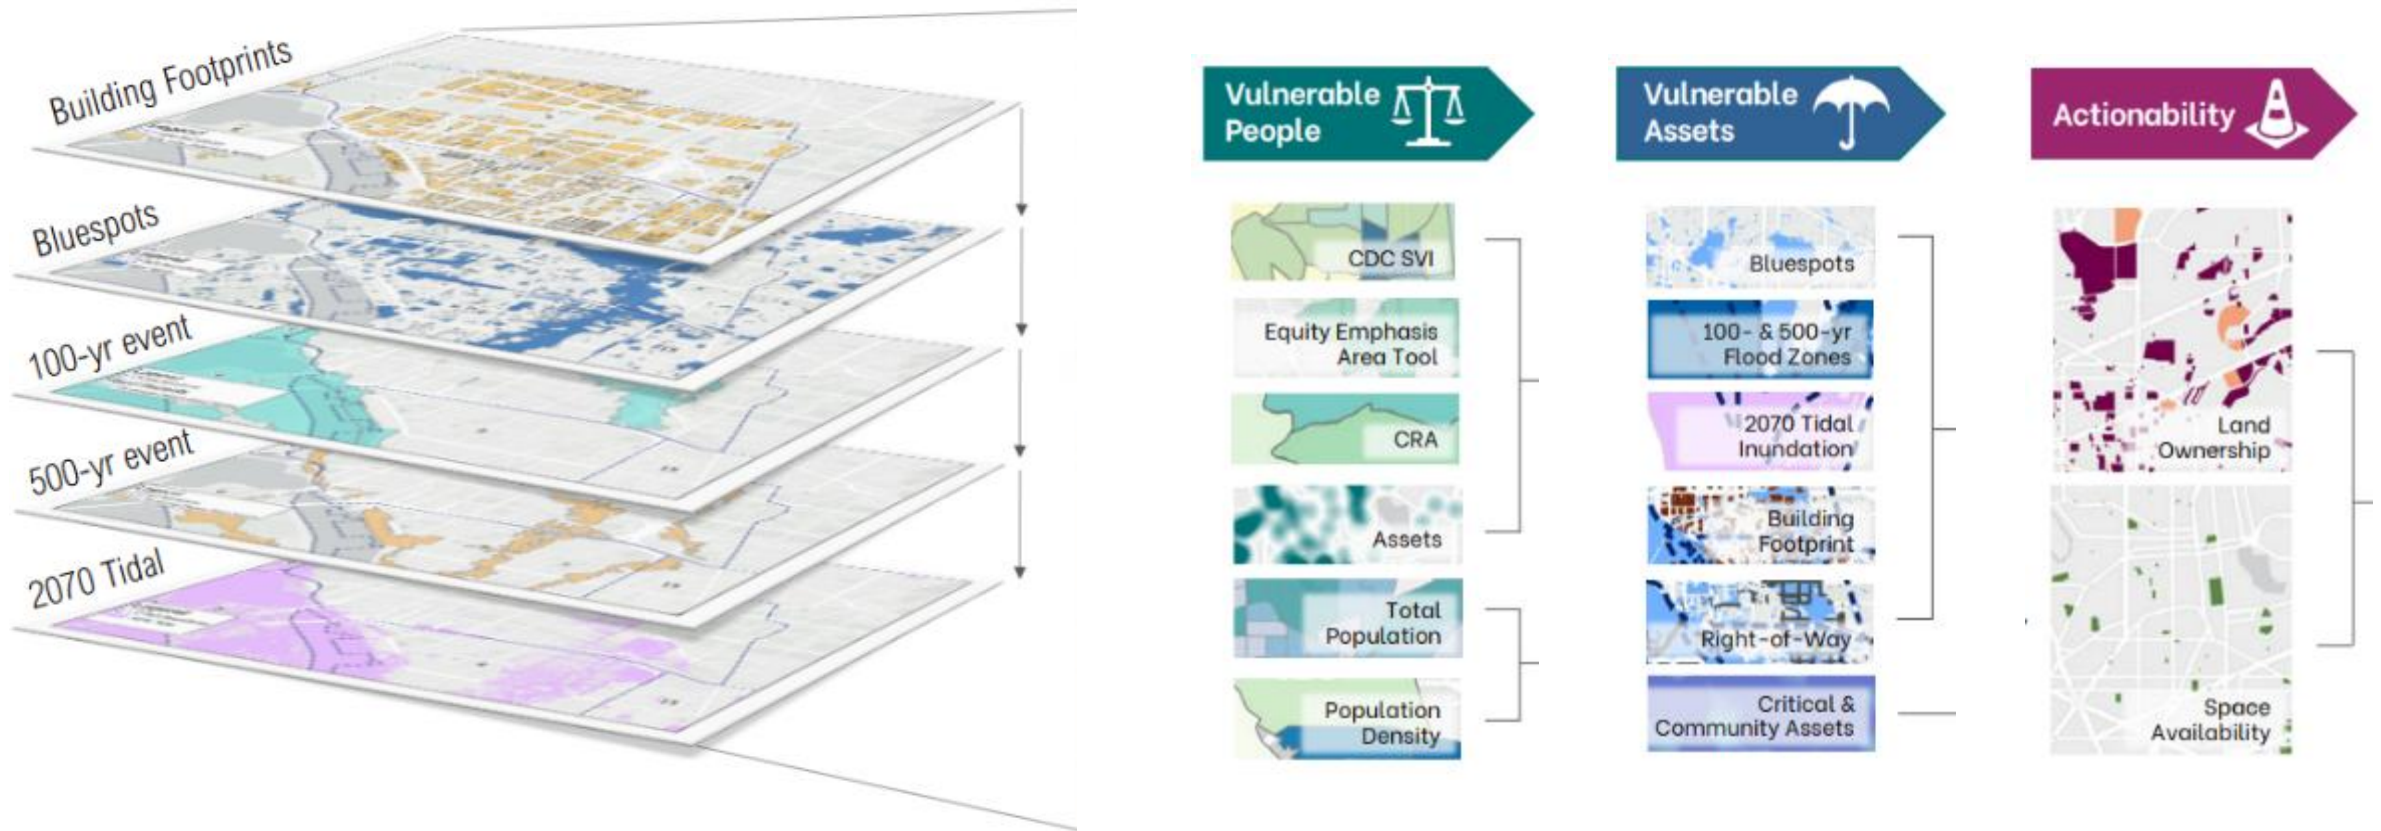 Building Footprints
Bluespots
100-yr event
500-yr event
2070 Tidal
Vulnerable
People
CDC SVI
Equity Emphasis
Area Tool
CRA
Assets
Total
Population
Population
Density
Vulnerable
Assets
Bluespots
100- & 500-yr
Flood Zones
2070 Tidal
Inundation
Building
Footprint
Right-of-Way
Critical &
Community Assets
Actionability
Land
Ownership
Space
Availability